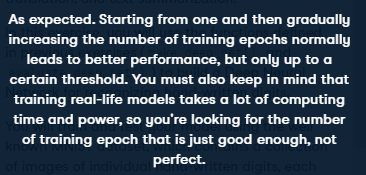 As expected. Starting from one and then gradually
increasing the number of training epochs normally
leads to better performance, but only up to a
certain threshold. You must also keep in mind that
training real-life models takes a lot of computing
time and power, so you're looking for the number
of training epoch that is just good enough, not
perfect.